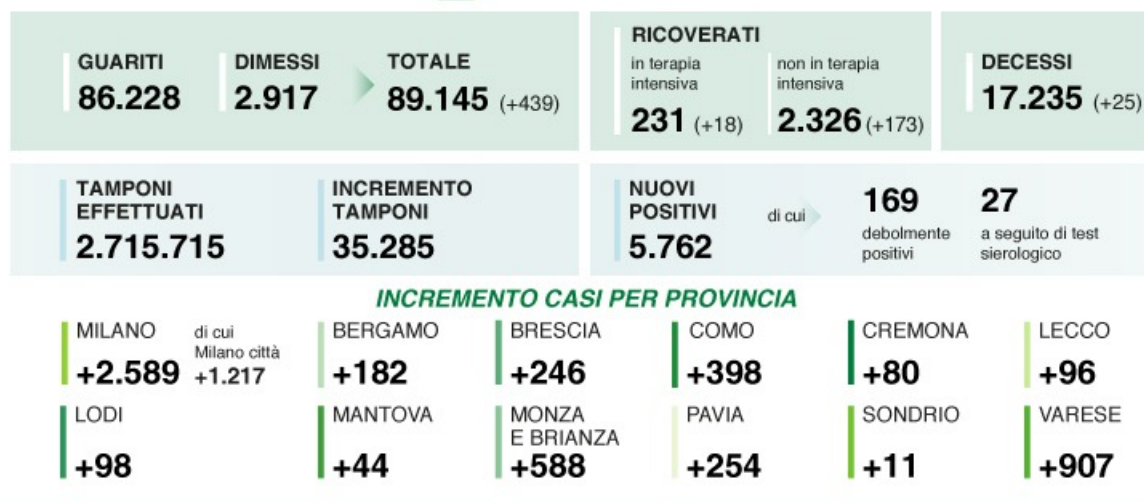 GUARITI
86.228
DIMESSI
2.917
TOTALE
89.145 (+439)
RICOVERATI
in terapia
intensiva
231 (+18)
non in terapia
intensiva
2.326 (+173)
DECESSI
17.235 (+25)
TAMPONI
EFFETTUATI
2.715.715
INCREMENTO
TAMPONI
35.285
NUOVI
POSITIVI
5.762
di cui
169
debolmente
positivi
27
a seguito di test
sierologico
INCREMENTO CASI PER PROVINCIA
MILANO
+2.589
di cui
Milano città
+1.217
BERGAMO
+182
BRESCIA
+246
COMO
+398
CREMONA
+80
LECCO
+96
LODI
+98
MANTOVA
+44
MONZA
E BRIANZA
+588
PAVIA
+254
SONDRIO
+11
VARESE
+907